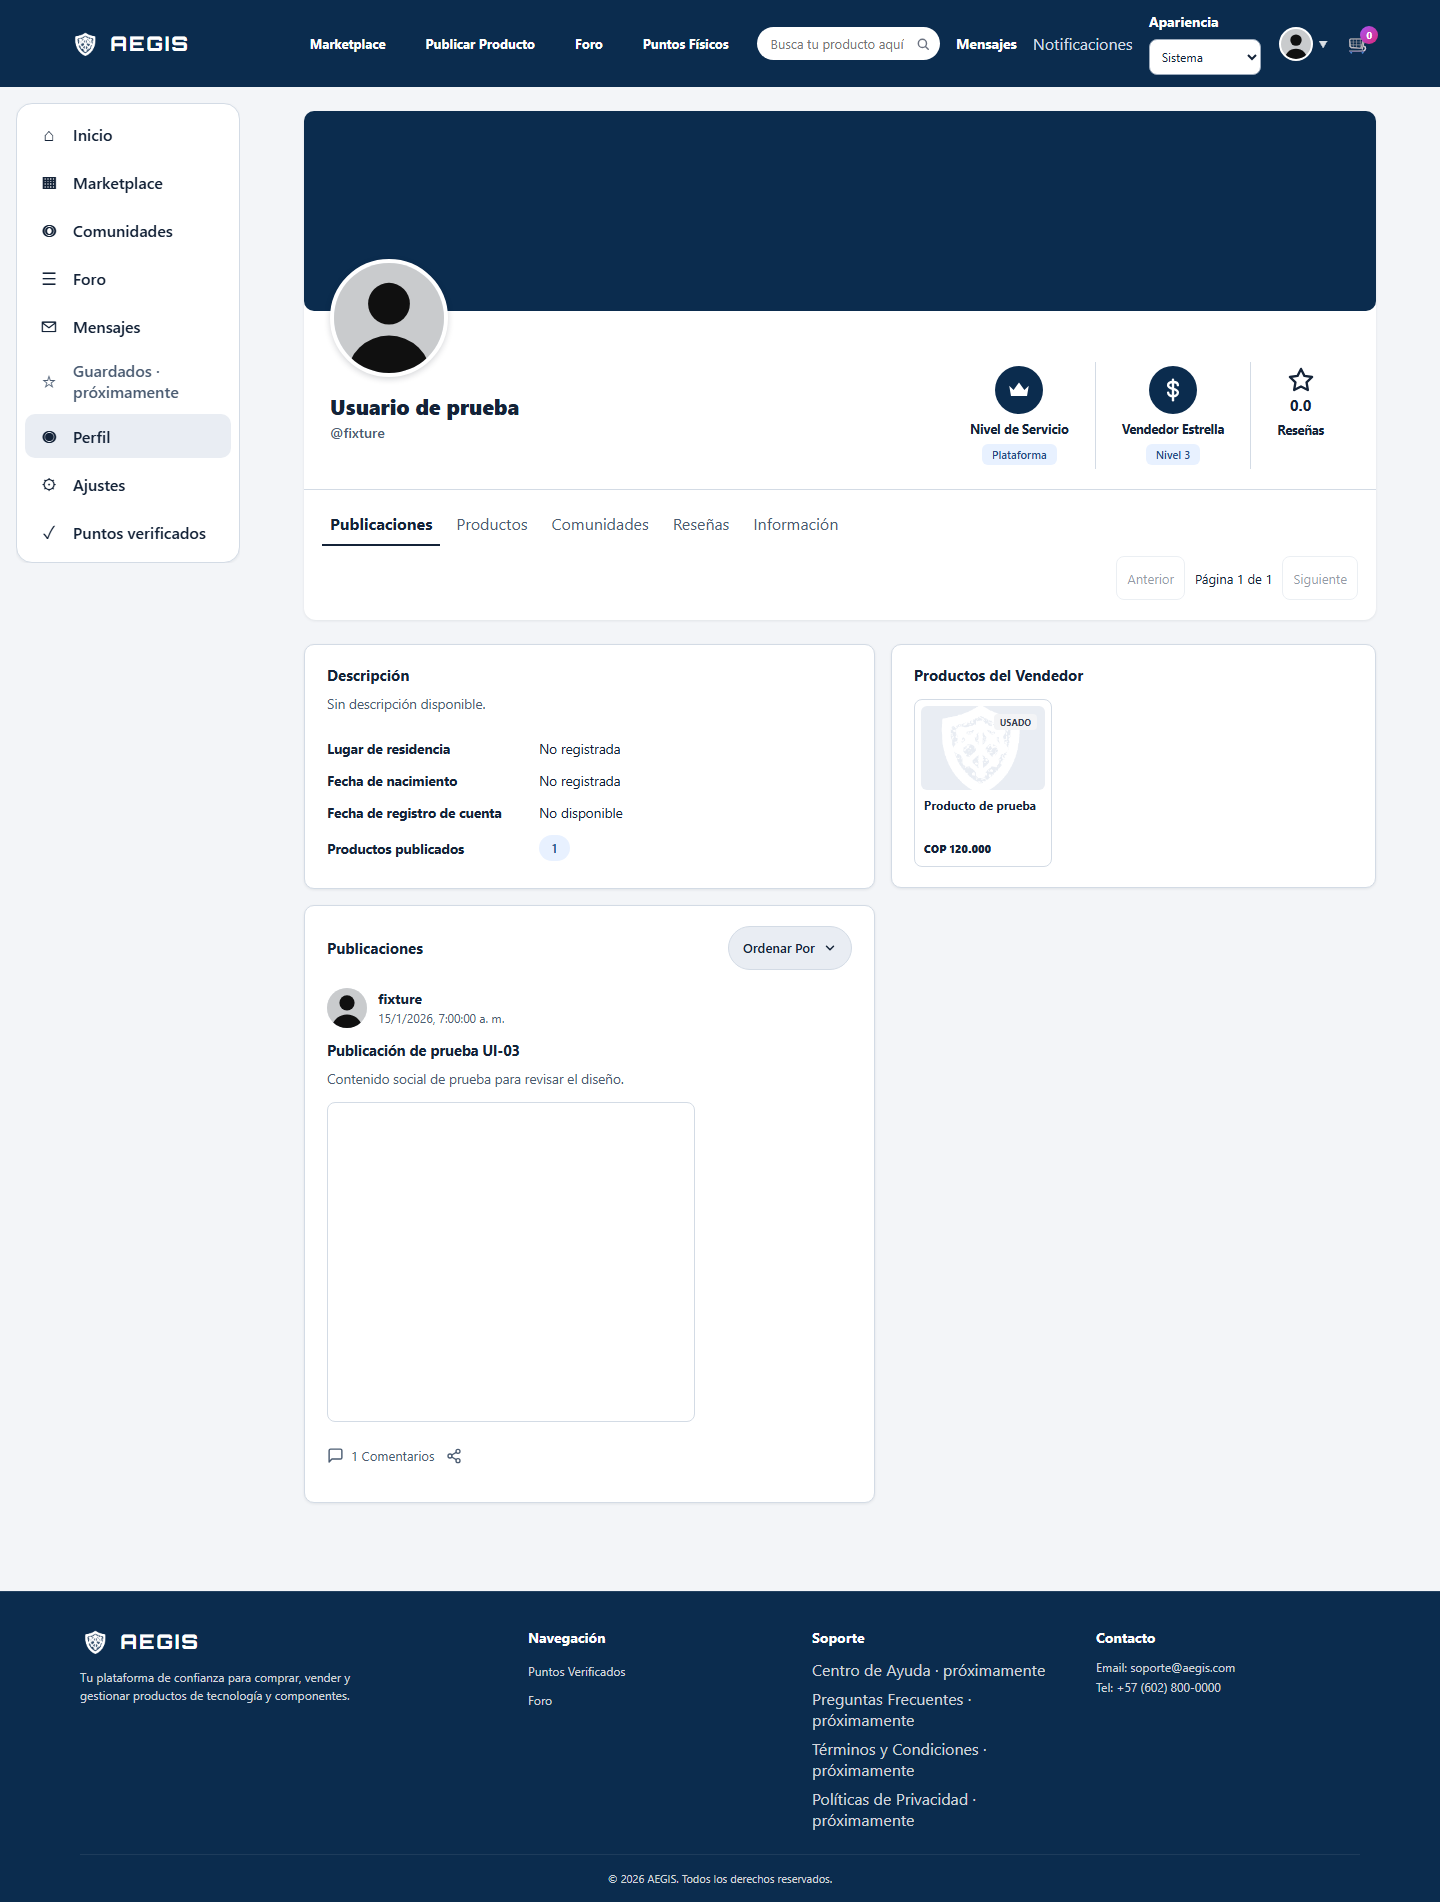 AEGIS
Marketplace
Publicar Producto
Foro
Puntos Físicos
Busca tu producto aquí
Mensajes
Notificaciones
Apariencia
Sistema
0
Inicio
Marketplace
Comunidades
Foro
Mensajes
Guardados ·
próximamente
Perfil
Ajustes
Puntos verificados
Usuario de prueba
@fixture
Nivel de Servicio
Plataforma
Vendedor Estrella
Nivel 3
0.0
Reseñas
Publicaciones
Productos
Comunidades
Reseñas
Información
Anterior
Página 1 de 1
Siguiente
Descripción
Sin descripción disponible.
Lugar de residencia
No registrada
Fecha de nacimiento
No registrada
Fecha de registro de cuenta
No disponible
Productos publicados
1
Productos del Vendedor
USADO
Producto de prueba
COP 120.000
Publicaciones
Ordenar Por
fixture
15/1/2026, 7:00:00 a. m.
Publicación de prueba UI-03
Contenido social de prueba para revisar el diseño.
1 Comentarios
AEGIS
Tu plataforma de confianza para comprar, vender y
gestionar productos de tecnología y componentes.
Navegación
Puntos Verificados
Foro
Soporte
Centro de Ayuda · próximamente
Preguntas Frecuentes ·
próximamente
Términos y Condiciones ·
próximamente
Políticas de Privacidad ·
próximamente
Contacto
Email: soporte@aegis.com
Tel: +57 (602) 800-0000
© 2026 AEGIS. Todos los derechos reservados.